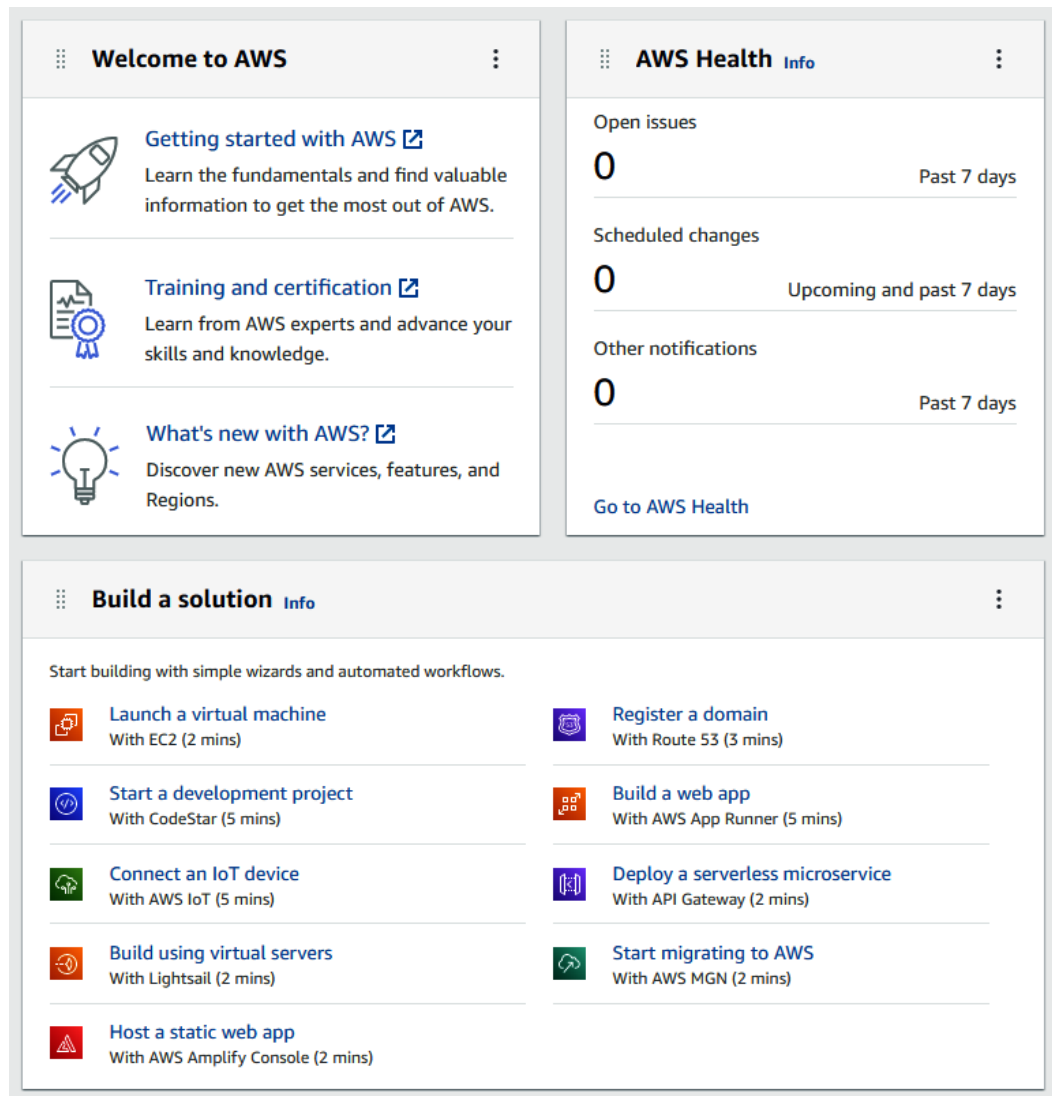 Welcome to AWS
Getting started with AWS
Learn the fundamentals and find valuable
information to get the most out of AWS.
Training and certification
Learn from AWS experts and advance your
skills and knowledge.
What's new with AWS?
Discover new AWS services, features, and
Regions.
AWS Health Info
Open issues
0 Past 7 days
Scheduled changes
0 Upcoming and past 7 days
Other notifications
0 Past 7 days
Go to AWS Health
Build a solution Info
Start building with simple wizards and automated workflows.
Launch a virtual machine
With EC2 (2 mins)
Start a development project
With CodeStar (5 mins)
Connect an IoT device
With AWS IoT (5 mins)
Build using virtual servers
With Lightsail (2 mins)
Host a static web app
With AWS Amplify Console (2 mins)
Register a domain
With Route 53 (3 mins)
Build a web app
With AWS App Runner (5 mins)
Deploy a serverless microservice
With API Gateway (2 mins)
Start migrating to AWS
With AWS MGN (2 mins)